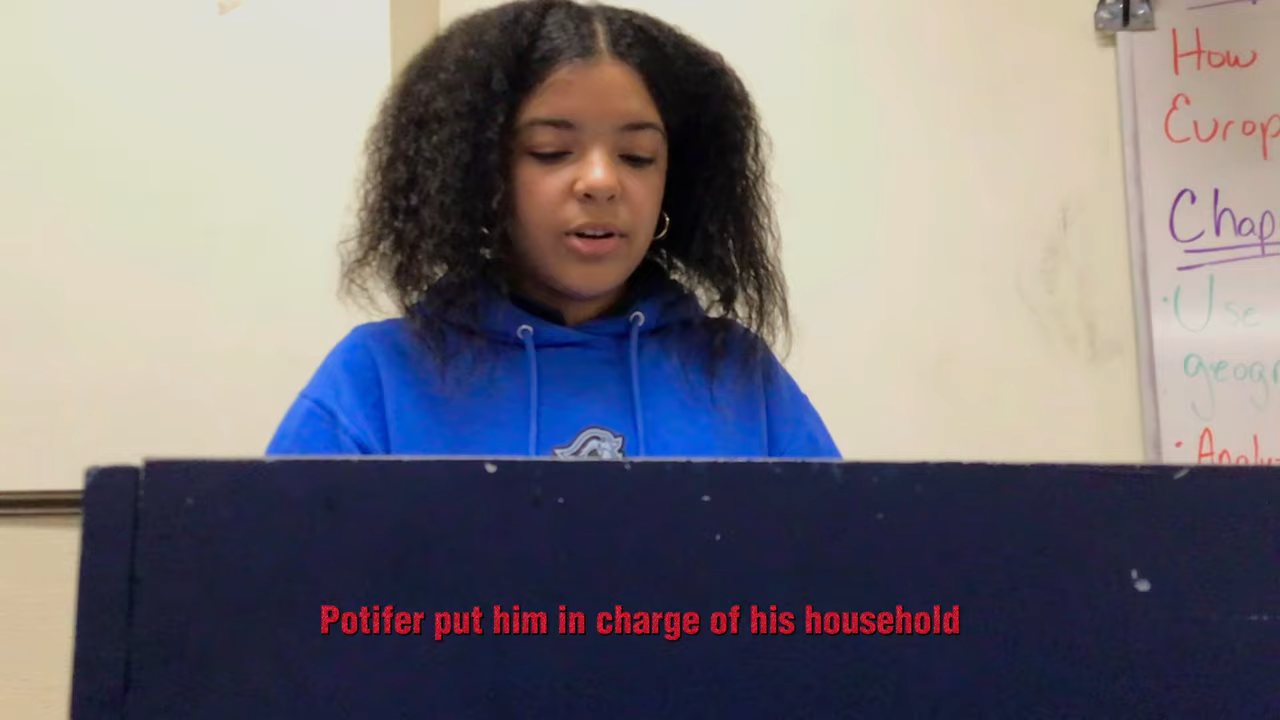 How
Europ
Chap
Use
geogr
Analy
Potifer put him in charge of his household